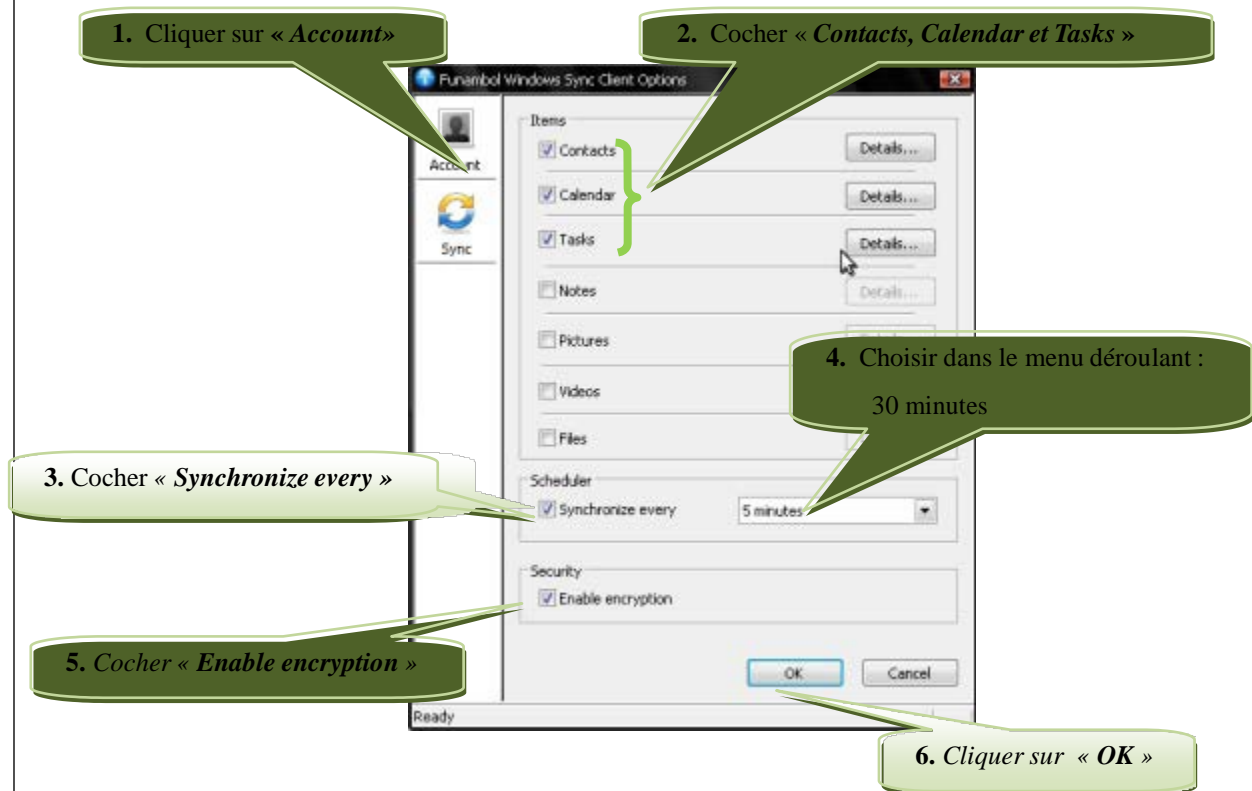 1. Cliquer sur « Account»
2. Cocher « Contacts, Calendar et Tasks »
Funambol Windows Sync Client Options
Items
Account
Contacts
Details...
Calendar
Details...
Sync
Tasks
Details...
Notes
Details...
Pictures
4. Choisir dans le menu déroulant :
30 minutes
Videos
Files
3. Cocher « Synchronize every »
Scheduler
Synchronize every
5 minutes
Security
Enable encryption
5. Cocher « Enable encryption »
OK
Cancel
Ready
6. Cliquer sur « OK »